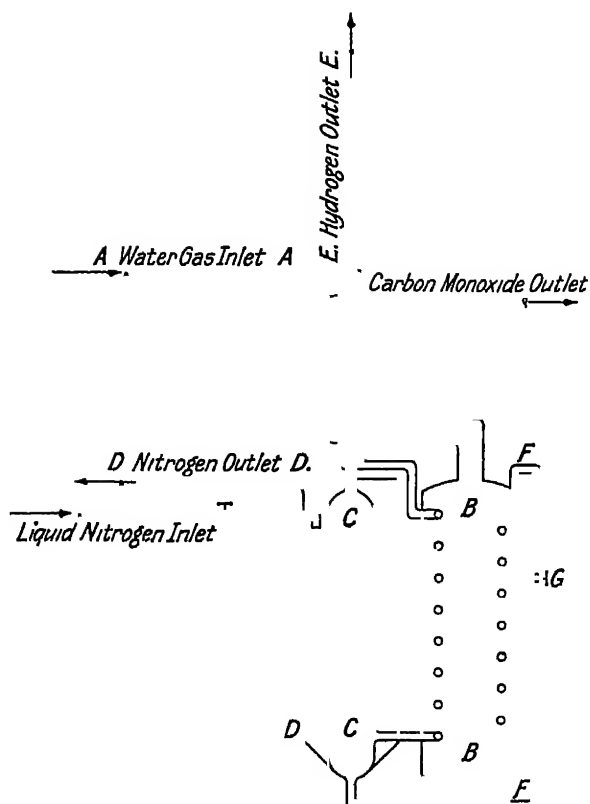 E. Hydrogen Outlet E.
A Water Gas Inlet A
Carbon Monoxide Outlet
D Nitrogen Outlet D.
Liquid Nitrogen Inlet
F
C
B
G
D
C
B
F